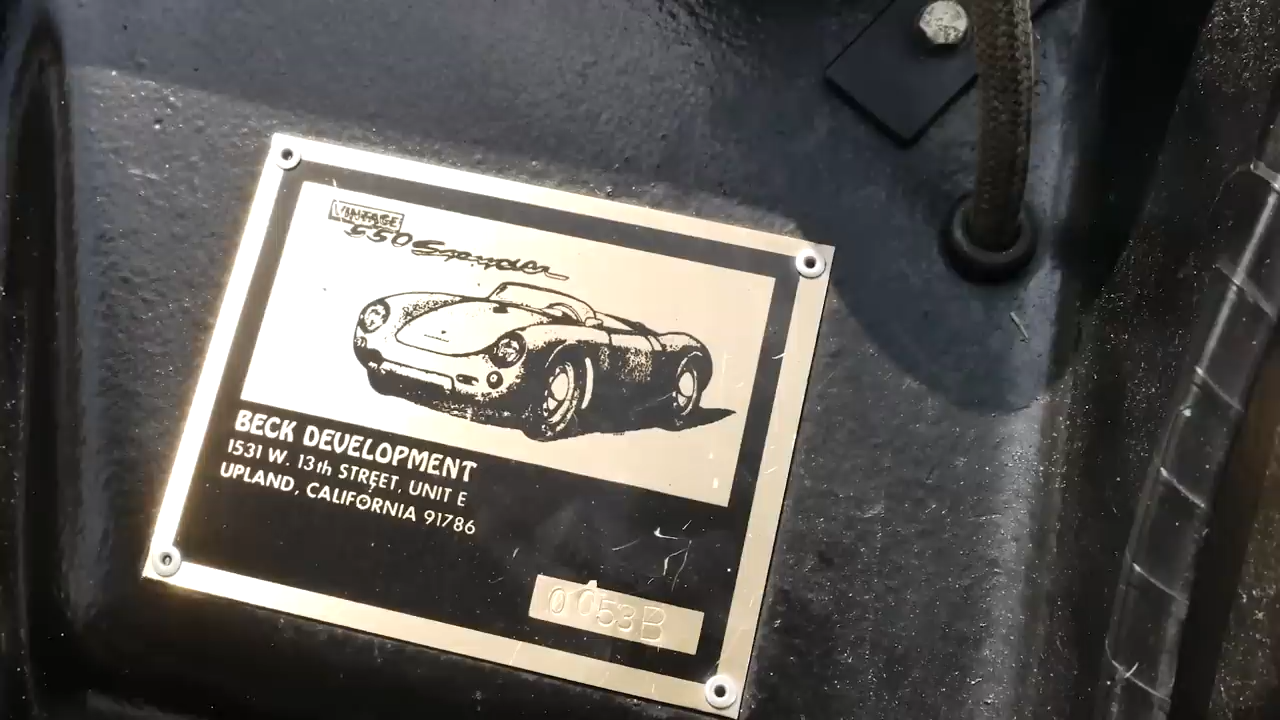 VINTAGE
550 Spyder
BECK DEVELOPMENT
1531 W. 13th STREET, UNIT E
UPLAND, CALIFORNIA 91786
0053B